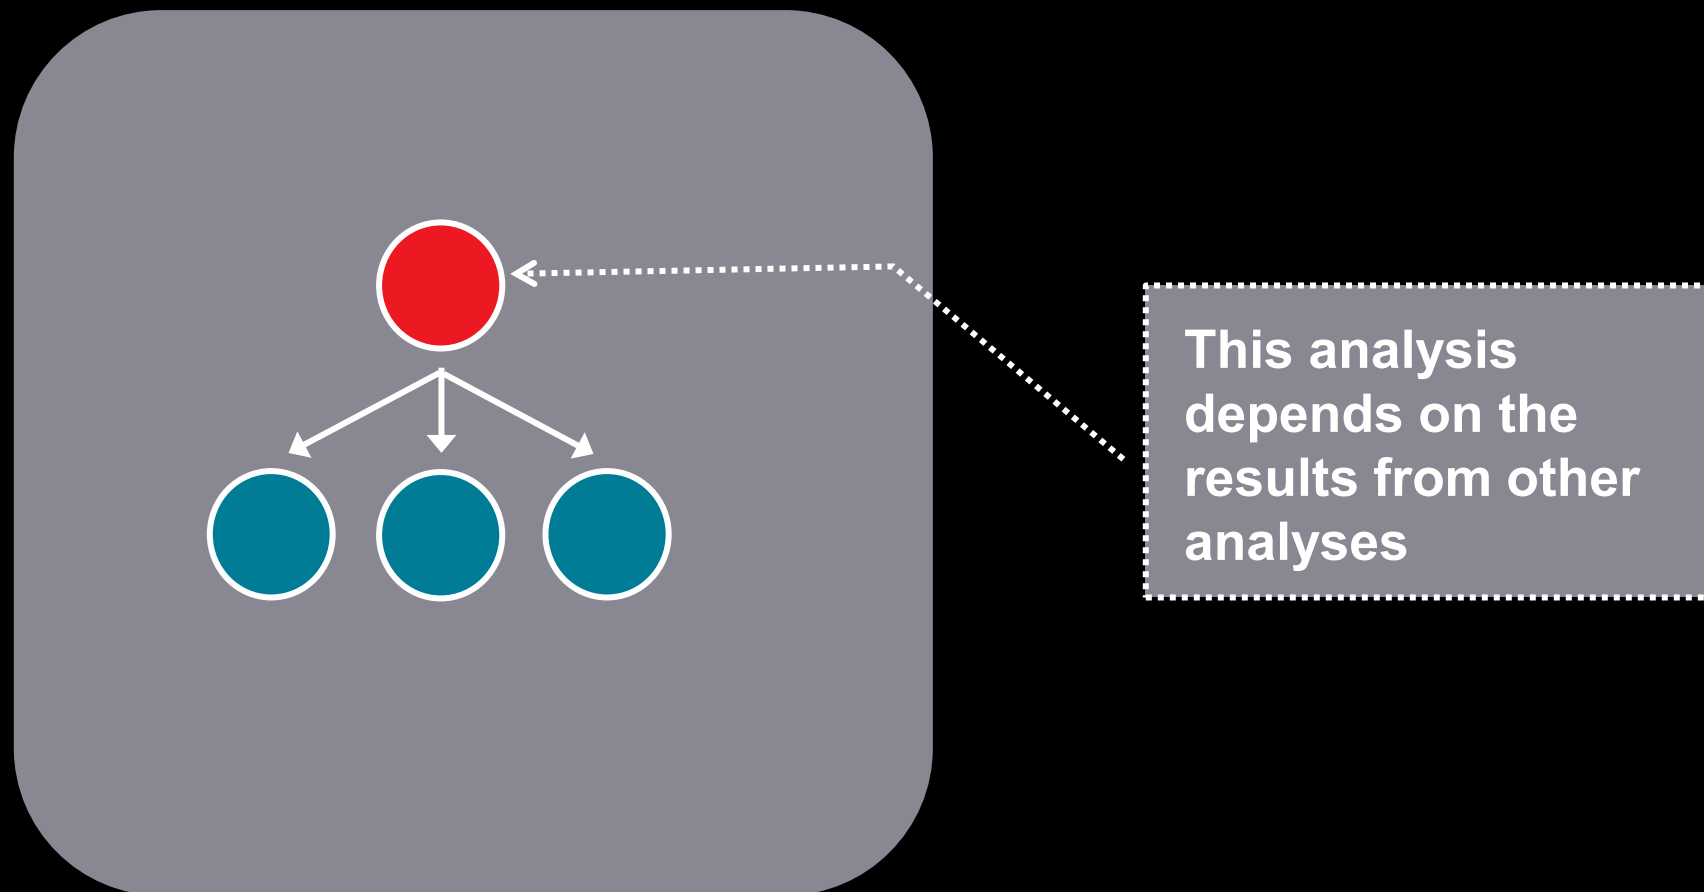 This analysis
depends on the
results from other
analyses